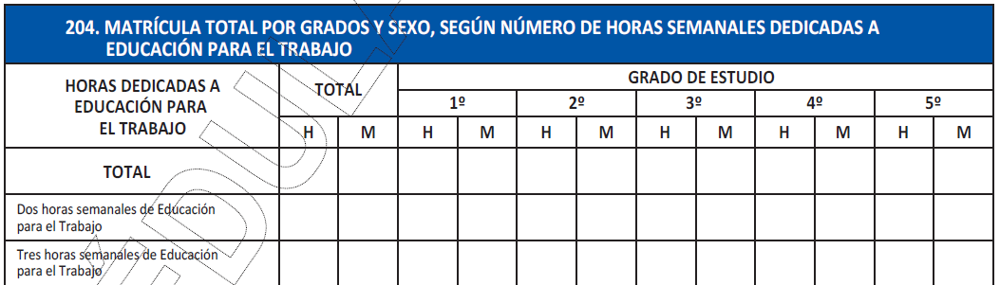 204. MATRÍCULA TOTAL POR GRADOS Y SEXO, SEGÚN NÚMERO DE HORAS SEMANALES DEDICADAS A
EDUCACIÓN PARA EL TRABAJO
HORAS DEDICADAS A
EDUCACIÓN PARA
EL TRABAJO
TOTAL
GRADO DE ESTUDIO
1º 2º 3º 4º 5º
H M H M H M H M H M H M
TOTAL
Dos horas semanales de Educación
para el Trabajo
Tres horas semanales de Educación
para el Trabajo